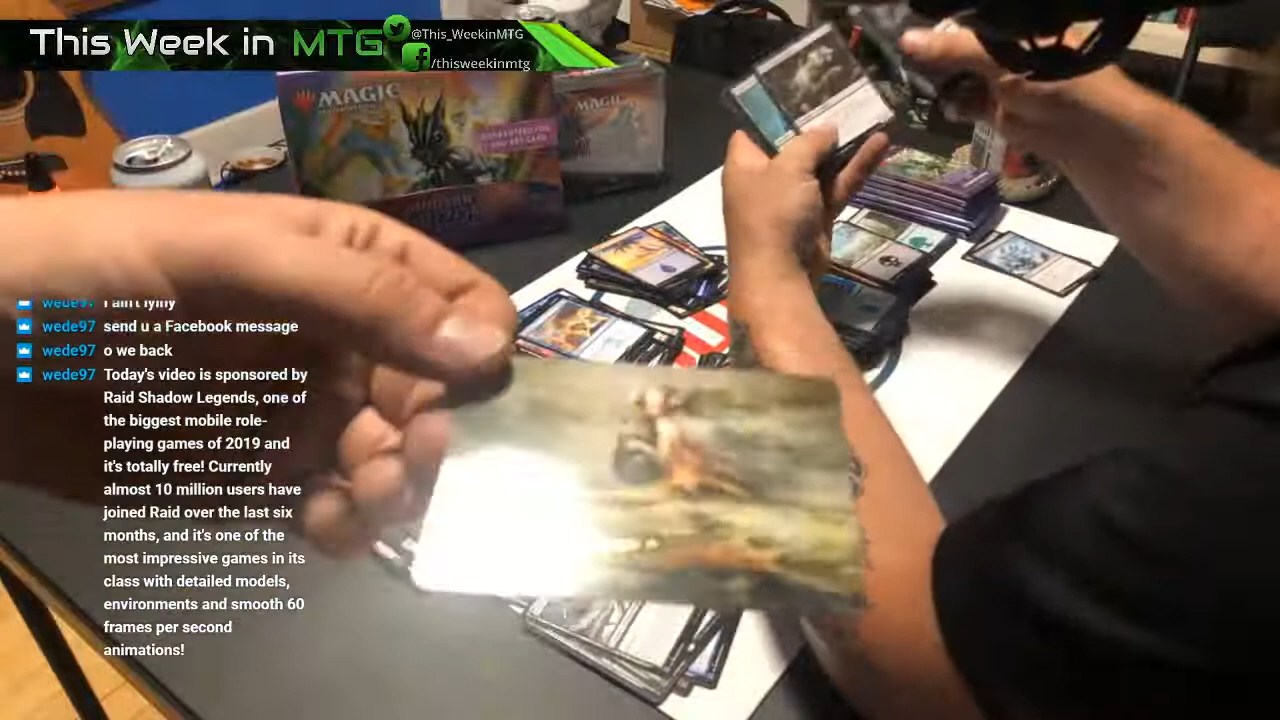 This Week in MTG
@This_WeekinMTG
/thisweekinmtg
MAGIC
MAGIC
wede97
wede97 send u a Facebook message
wede97 o we back
wede97 Today's video is sponsored by
Raid Shadow Legends, one of
the biggest mobile role-
playing games of 2019 and
it's totally free! Currently
almost 10 million users have
joined Raid over the last six
months, and it's one of the
most impressive games in its
class with detailed models,
environments and smooth 60
frames per second
animations!